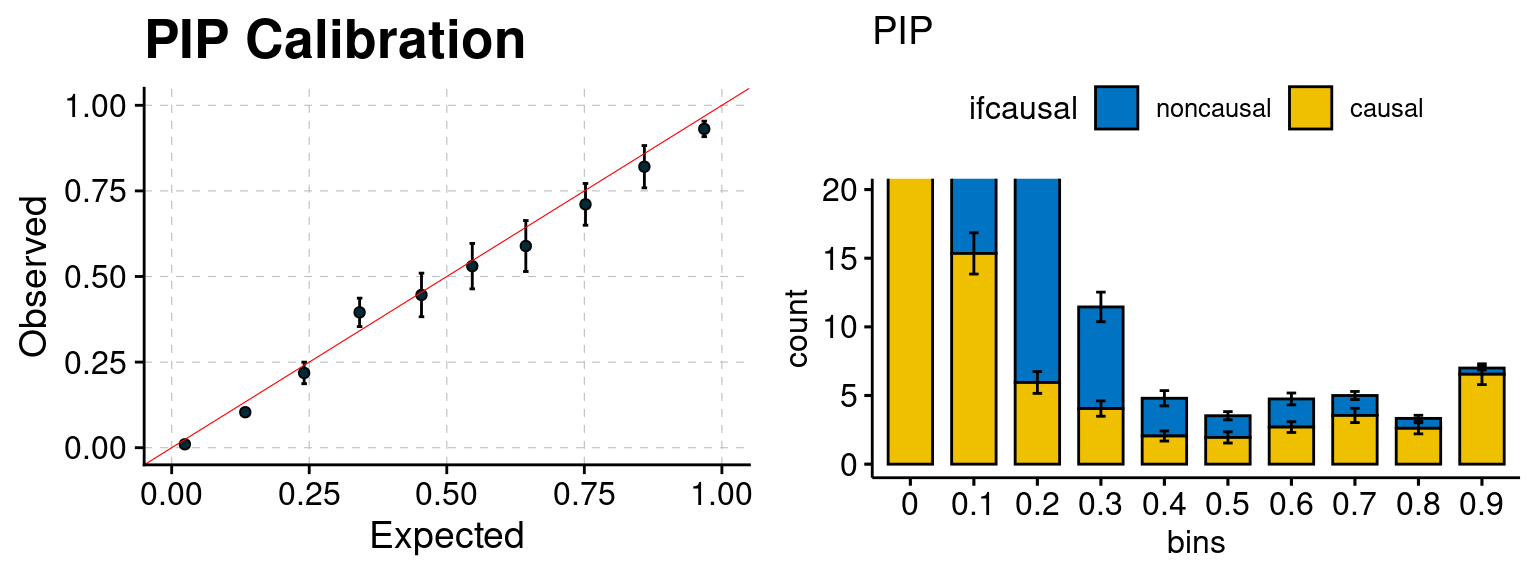 PIP Calibration
Observed
1.00
0.75
0.50
0.25
0.00
0.00 0.25 0.50 0.75 1.00
Expected
PIP
ifcausal noncausal causal
count
20
15
10
5
0
0 0.1 0.2 0.3 0.4 0.5 0.6 0.7 0.8 0.9
bins